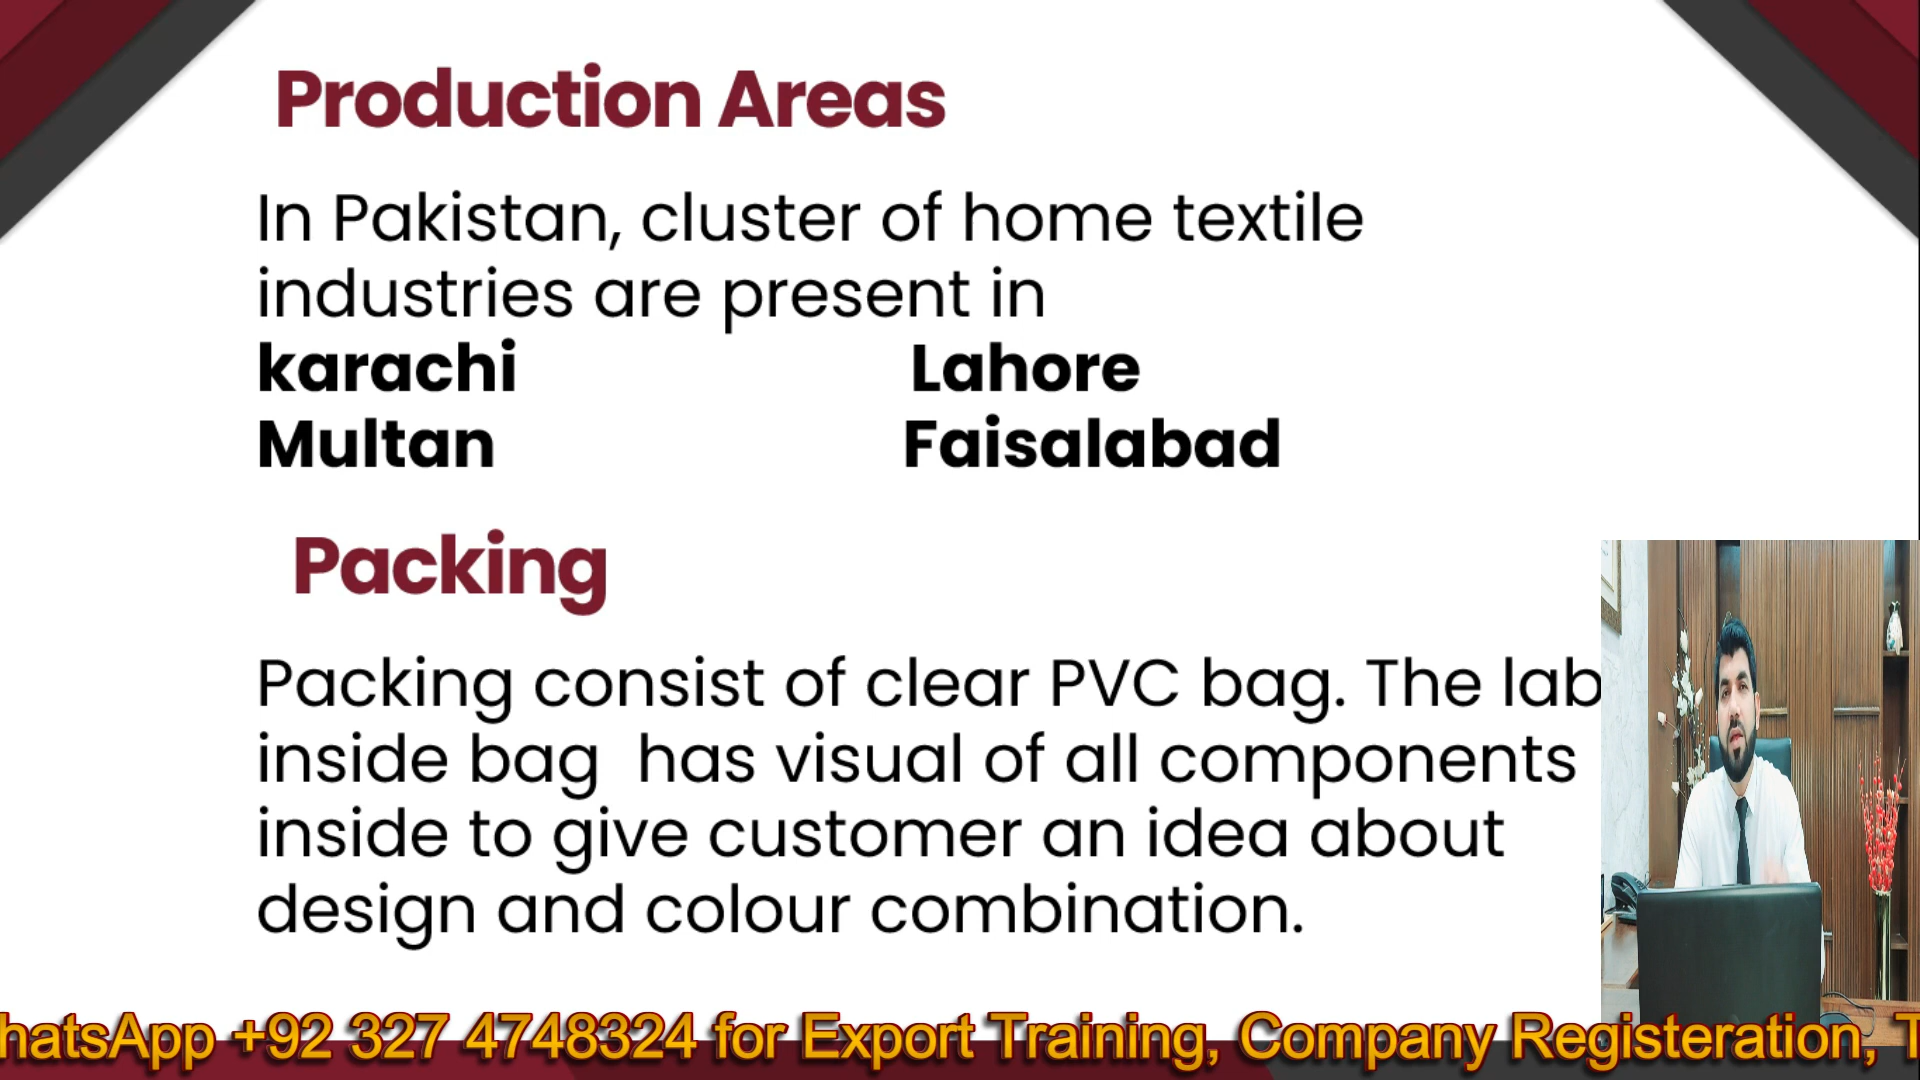 Production Areas
In Pakistan, cluster of home textile
industries are present in
karachi Lahore
Multan Faisalabad
Packing
Packing consist of clear PVC bag. The lab
inside bag has visual of all components
inside to give customer an idea about
design and colour combination.
hatsApp +92 327 4748324 for Export Training, Company Registeration, T